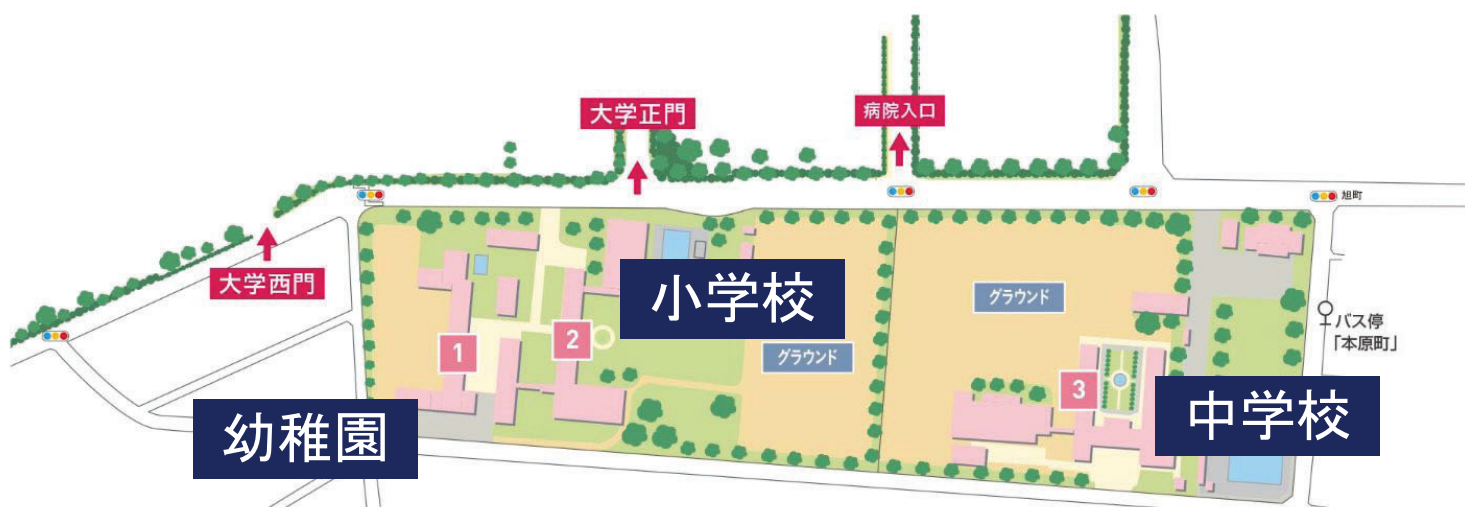 大学正門
病院入口
旭町
大学西門
小学校
グラウンド
グラウンド
バス停
「本原町」
1
2
3
幼稚園
中学校